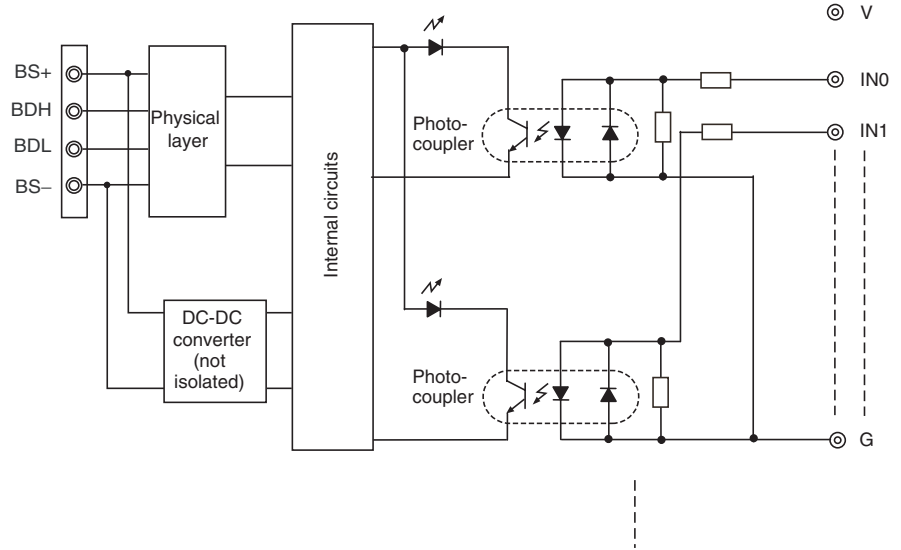 BS+
BDH
BDL
BS−
Physical
layer
DC-DC
converter
(not
isolated)
Internal circuits
Photo-
coupler
Photo-
coupler
V
IN0
IN1
G